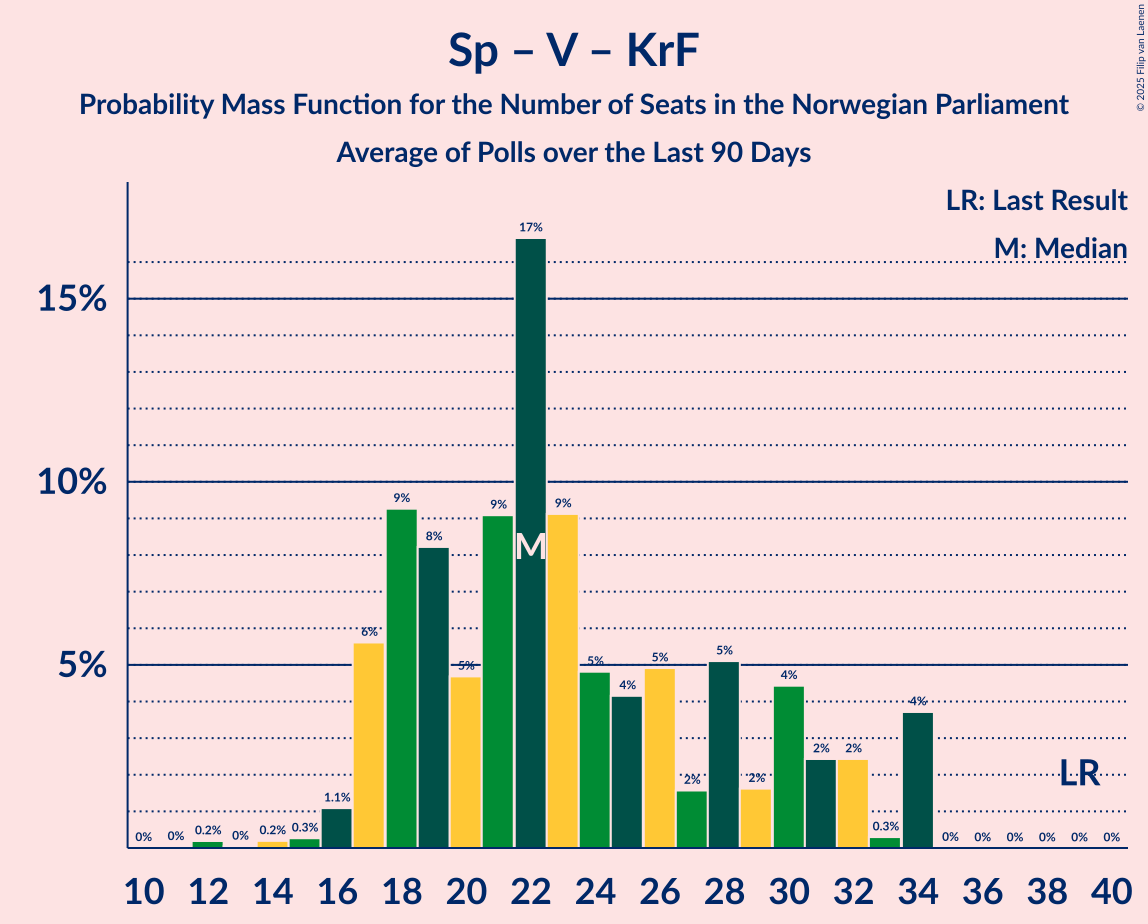 Sp – V – KrF
Probability Mass Function for the Number of Seats in the Norwegian Parliament
Average of Polls over the Last 90 Days
© 2025 Filip van Laenen
LR: Last Result
M: Median
15%
10%
5%
0% 0% 0.2% 0% 0.2% 0.3% 1.1% 6% 9% 8% 5% 9% 17% 9% 5% 4% 5% 2% 5% 2% 4% 2% 2% 0.3% 4% 0% 0% 0% 0% 0% 0%
M
LR
10 12 14 16 18 20 22 24 26 28 30 32 34 36 38 40